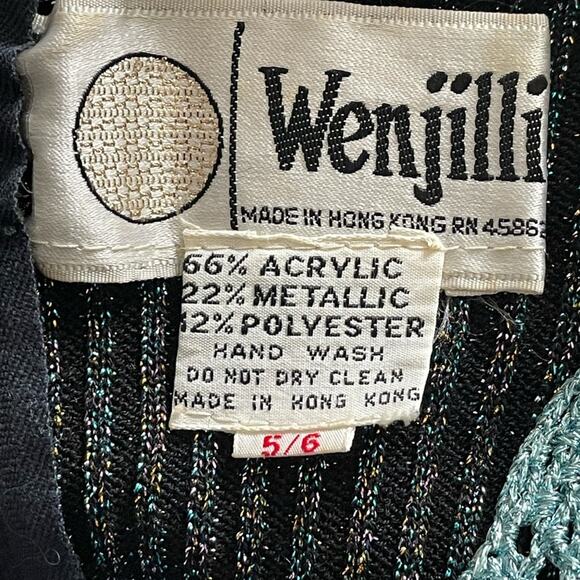 Wenjilli
MADE IN HONG KONG RN 4586
66% ACRYLIC
22% METALLIC
12% POLYESTER
HAND WASH
DO NOT DRY CLEAN
MADE IN HONG KONG
5/6